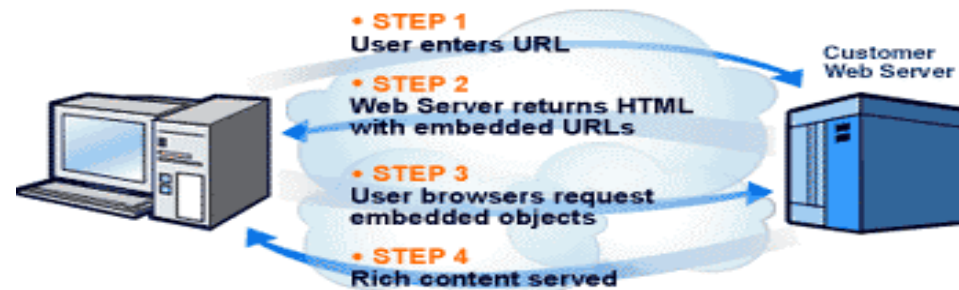 • STEP 1
User enters URL
Customer
Web Server
• STEP 2
Web Server returns HTML
with embedded URLs
• STEP 3
User browsers request
embedded objects
• STEP 4
Rich content served